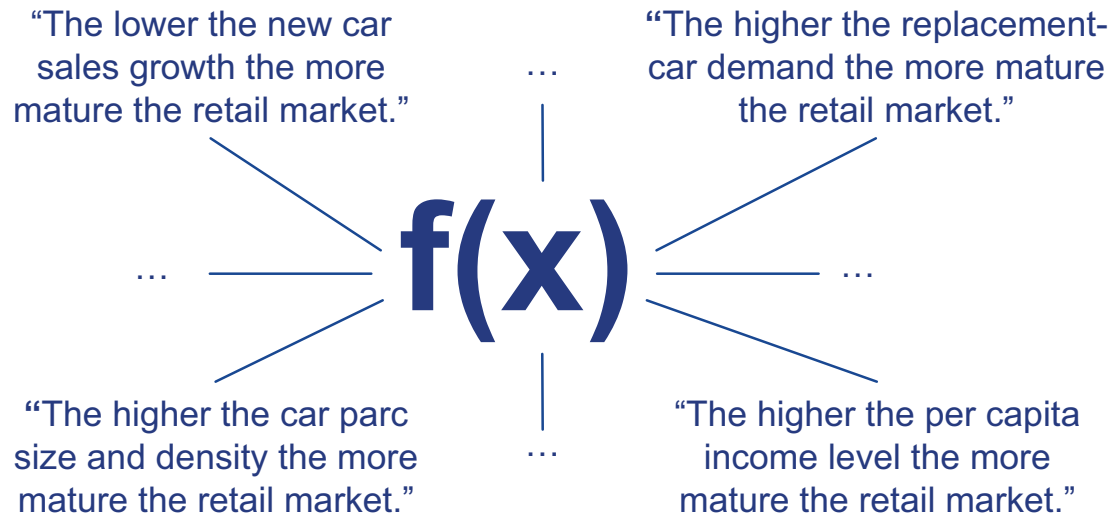 “The lower the new car
sales growth the more
mature the retail market.”
…
“The higher the replacement-
car demand the more mature
the retail market.”
…
f(x)
…
“The higher the car parc
size and density the more
mature the retail market.”
…
“The higher the per capita
income level the more
mature the retail market.”